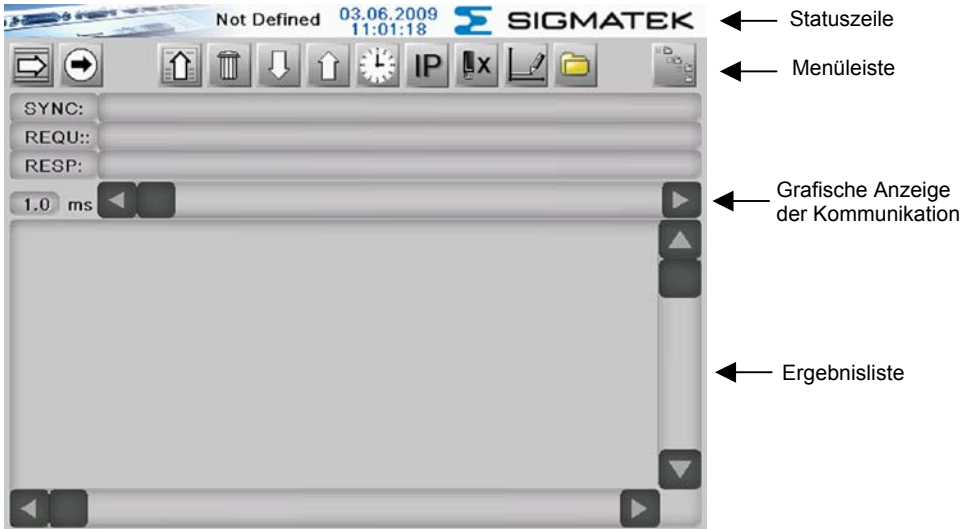 Not Defined 03.06.2009 SIGMATEK
11:01:18
Statuszeile
IP X
Menüleiste
SYNC:
REQU::
RESP:
1.0 ms
Grafische Anzeige
der Kommunikation
Ergebnisliste